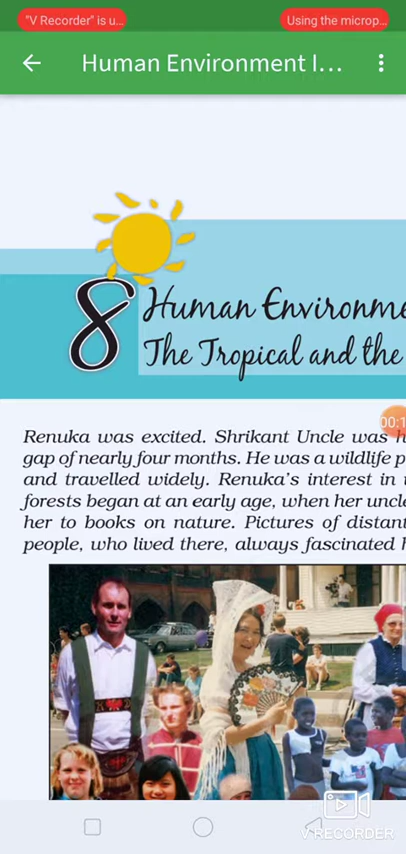 "V Recorder" is u...
Using the microp...
Human Environment I...
8
Human Environme
The Tropical and the
00:1
Renuka was excited. Shrikant Uncle was h
gap of nearly four months. He was a wildlife p
and travelled widely. Renuka's interest in
forests began at an early age, when her uncle
her to books on nature. Pictures of distant
people, who lived there, always fascinated h
V RECORDER